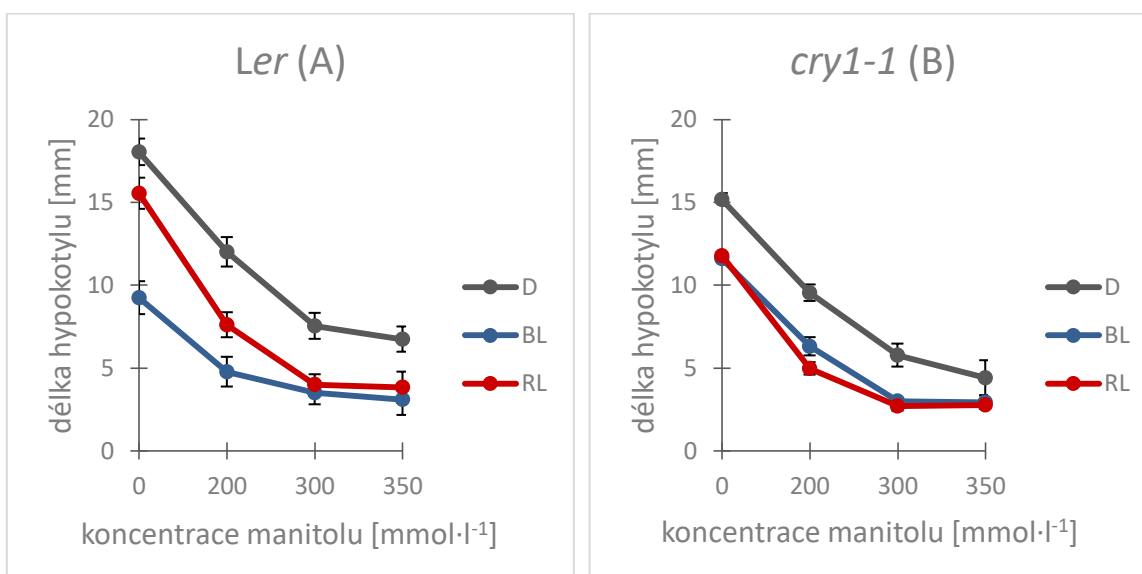 Ler (A)
20
15
10
5
0
délka hypokotylu [mm]
0 200 300 350
koncentrace manitolu [mmol·l⁻¹]
D
BL
RL
cry1-1 (B)
20
15
10
5
0
délka hypokotylu [mm]
0 200 300 350
koncentrace manitolu [mmol·l⁻¹]
D
BL
RL